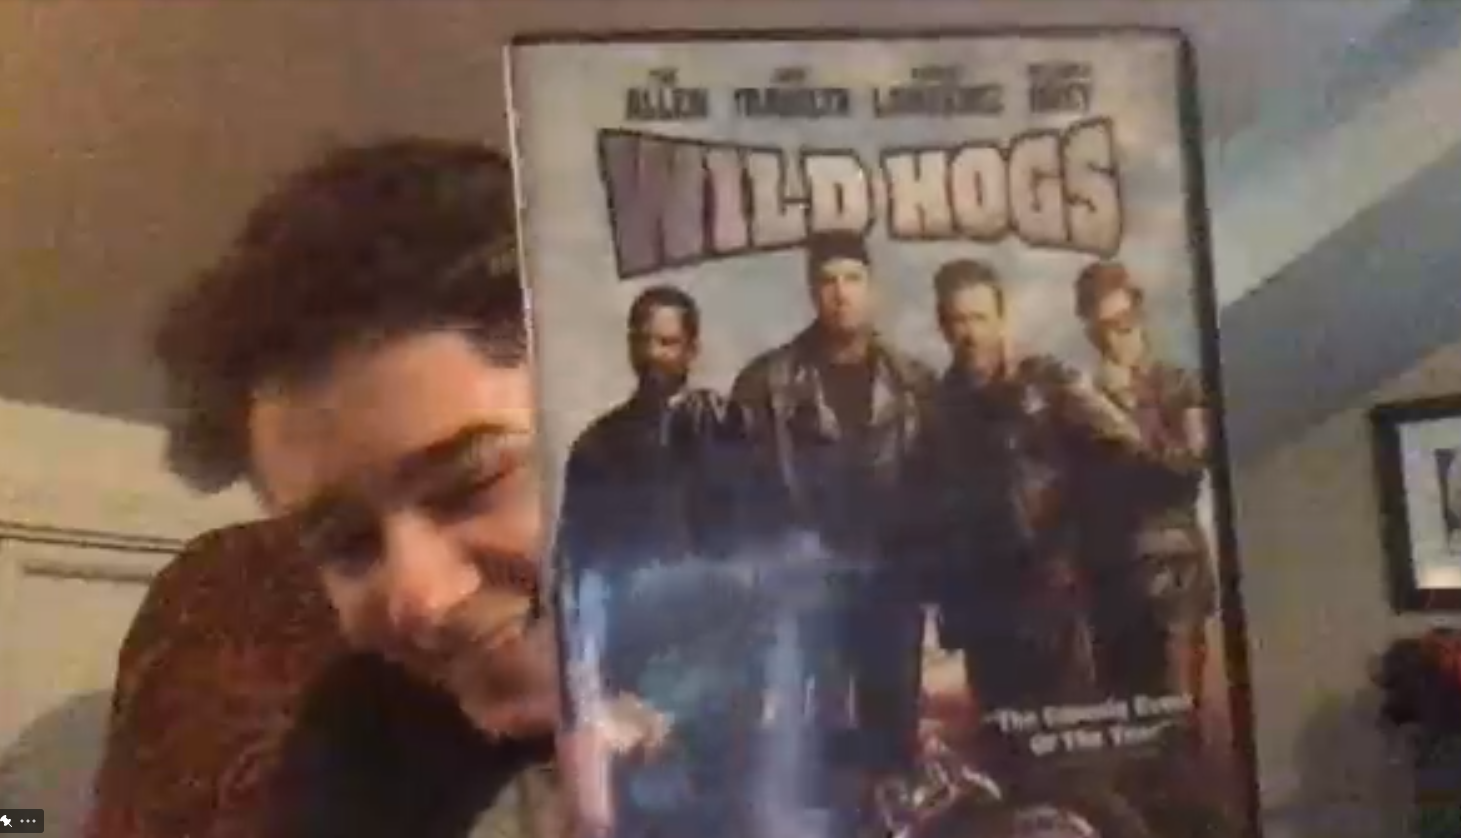 ALLEN TRAVOLTA LAWRENCE MACY
WILD HOGS
"The Comedy Event
Of The Year"